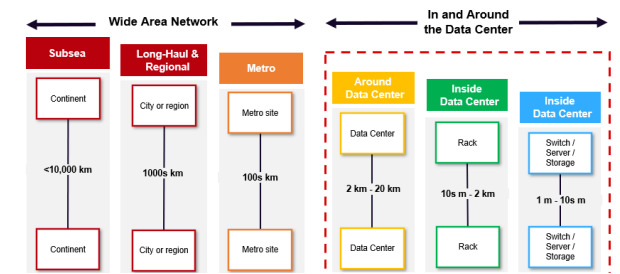 Wide Area Network
In and Around
the Data Center
Subsea
Continent
<10,000 km
Continent
Long-Haul &
Regional
City or region
1000s km
City or region
Metro
Metro site
100s km
Metro site
Around
Data Center
Data Center
2 km - 20 km
Data Center
Inside
Data Center
Rack
10s m - 2 km
Rack
Inside
Data Center
Switch /
Server /
Storage
1 m - 10s m
Switch /
Server /
Storage